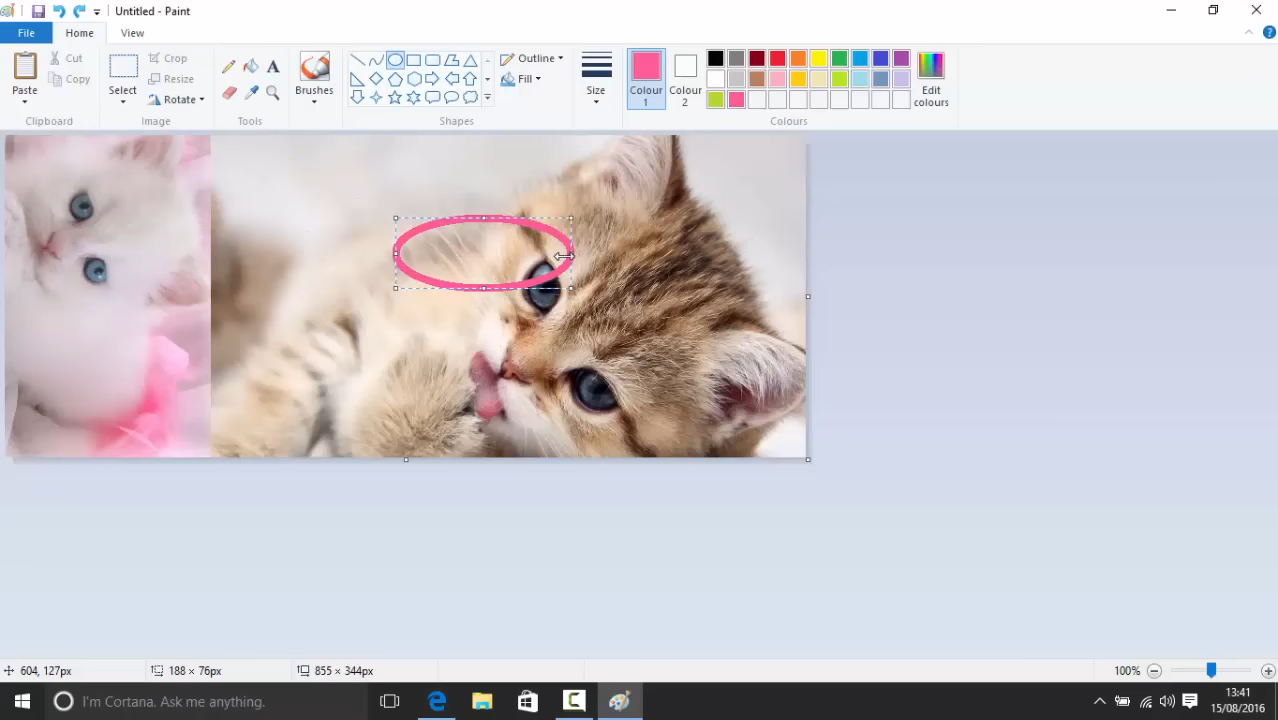 Untitled - Paint
File
Home
View
Paste
Cut
Copy
Clipboard
Select
Crop
Resize
Rotate
Image
A
Tools
Brushes
Shapes
Outline
Fill
Size
Colour 1
Colour 2
Edit colours
Colours
604, 127px
188 × 76px
855 × 344px
100%
I'm Cortana. Ask me anything.
13:41
15/08/2016